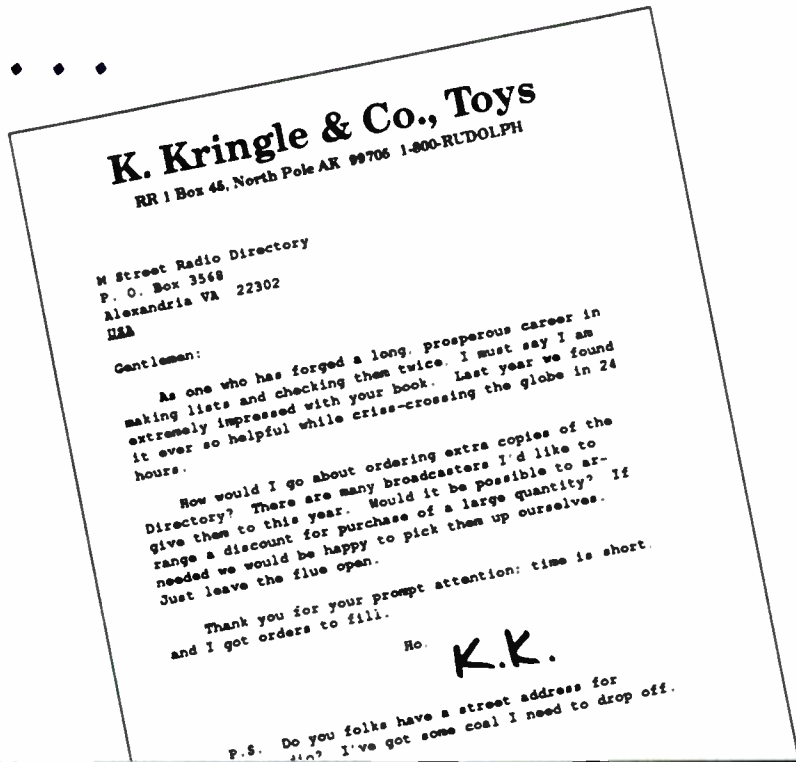 K. Kringle & Co., Toys
RR 1 Box 45, North Pole AK 99706 1-800-RUDOLPH
M Street Radio Directory
P. O. Box 3568
Alexandria VA 22302
USA
Gentlemen:
As one who has forged a long, prosperous career in
making lists and checking them twice, I must say I am
extremely impressed with your book. Last year we found
it ever so helpful while criss-crossing the globe in 24
hours.
How would I go about ordering extra copies of the
Directory? There are many broadcasters I'd like to
give them to this year. Would it be possible to ar-
range a discount for purchase of a large quantity? If
needed we would be happy to pick them up ourselves.
Just leave the flue open.
Thank you for your prompt attention; time is short
and I got orders to fill.
Ho,
K.K.
P.S. Do you folks have a street address for
I've got some coal I need to drop off.